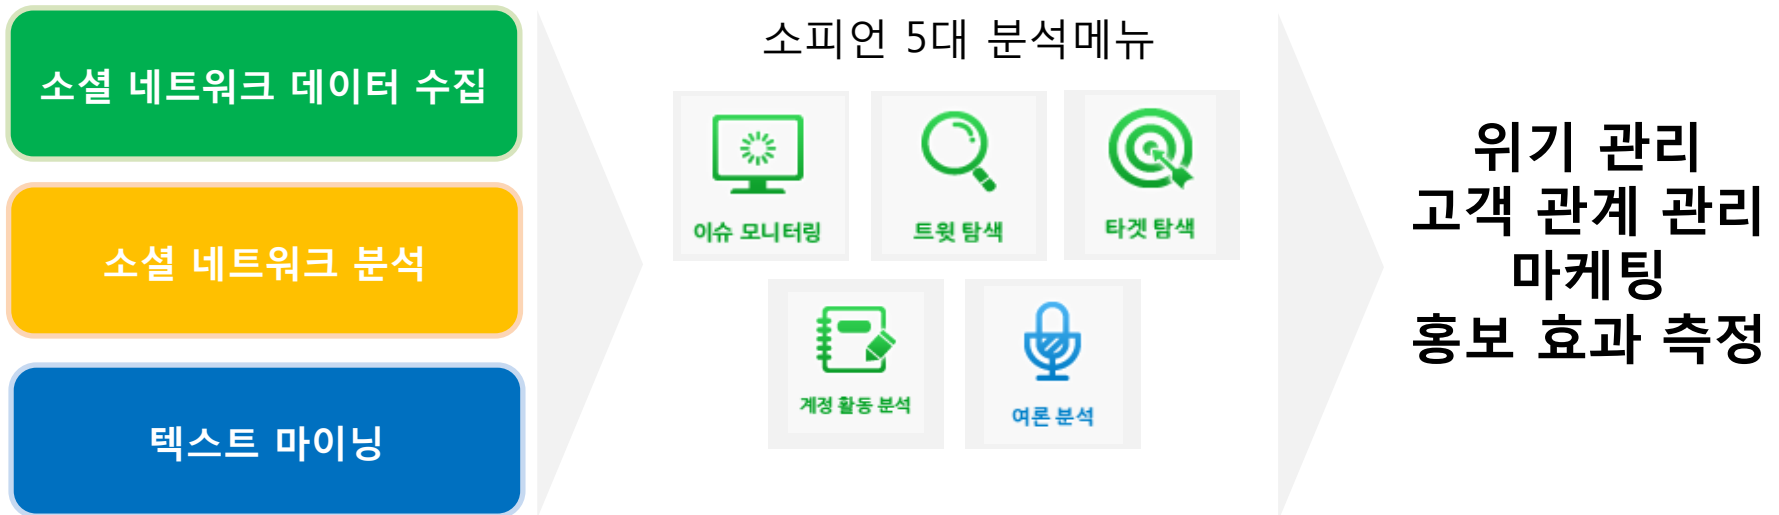 소셜 네트워크 데이터 수집
소셜 네트워크 분석
텍스트 마이닝
소피언 5대 분석메뉴
이슈 모니터링
트윗 탐색
타겟 탐색
계정 활동 분석
여론 분석
위기 관리
고객 관계 관리
마케팅
홍보 효과 측정